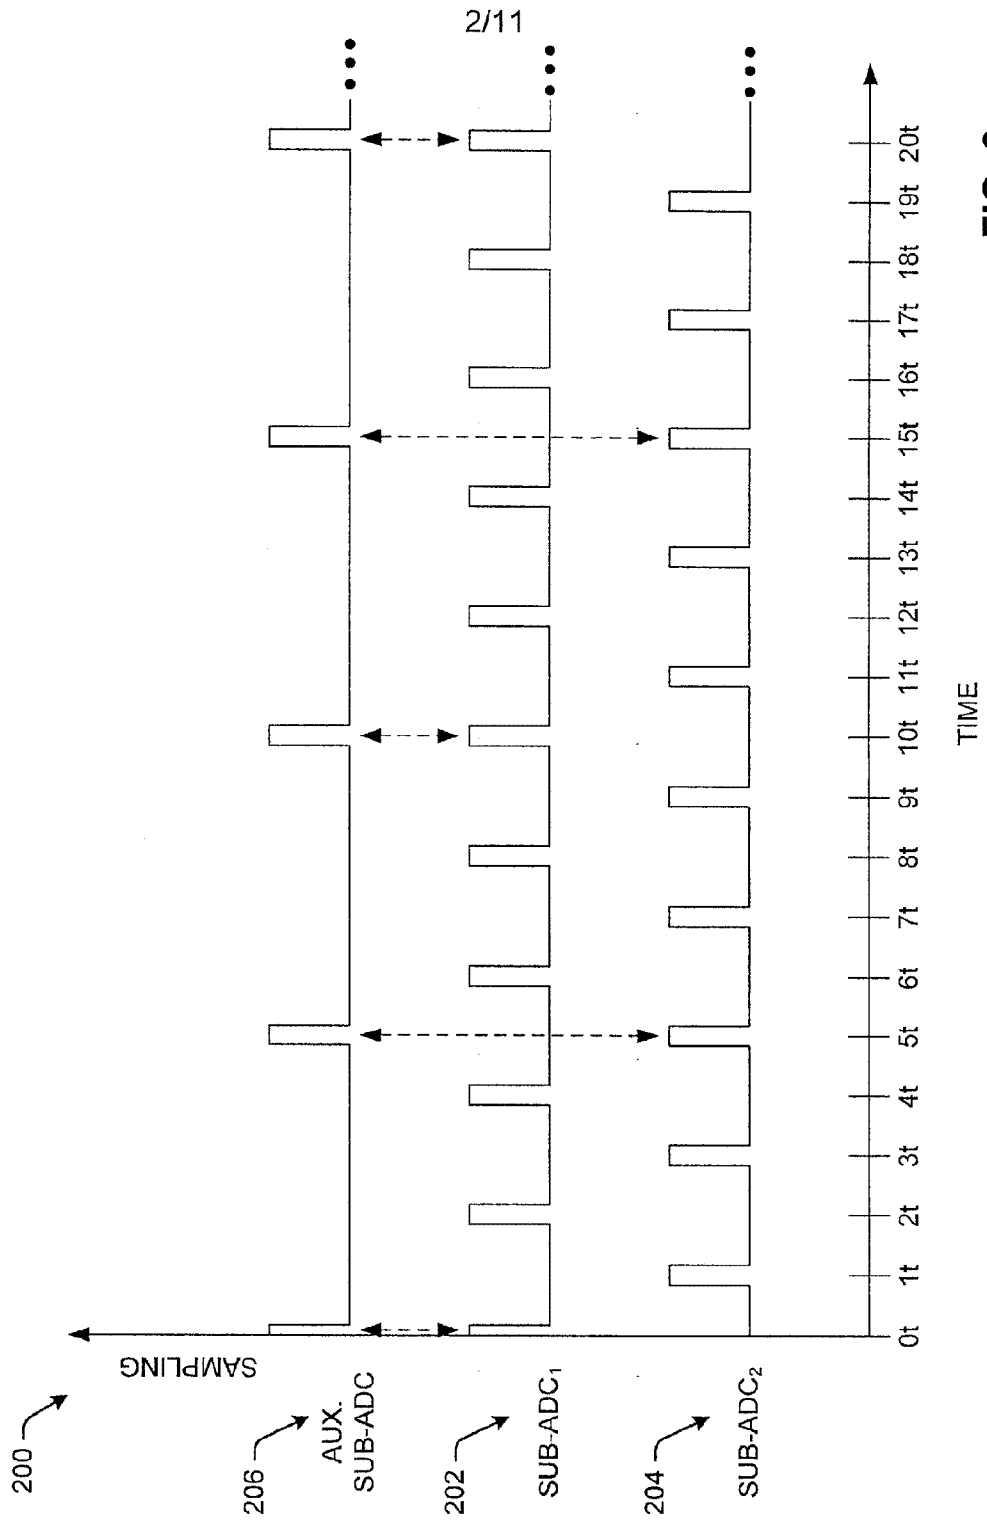 2/11
200
SAMPLING
206
AUX.
SUB-ADC
202
SUB-ADC₁
204
SUB-ADC₂
0t 1t 2t 3t 4t 5t 6t 7t 8t 9t 10t 11t 12t 13t 14t 15t 16t 17t 18t 19t 20t
TIME